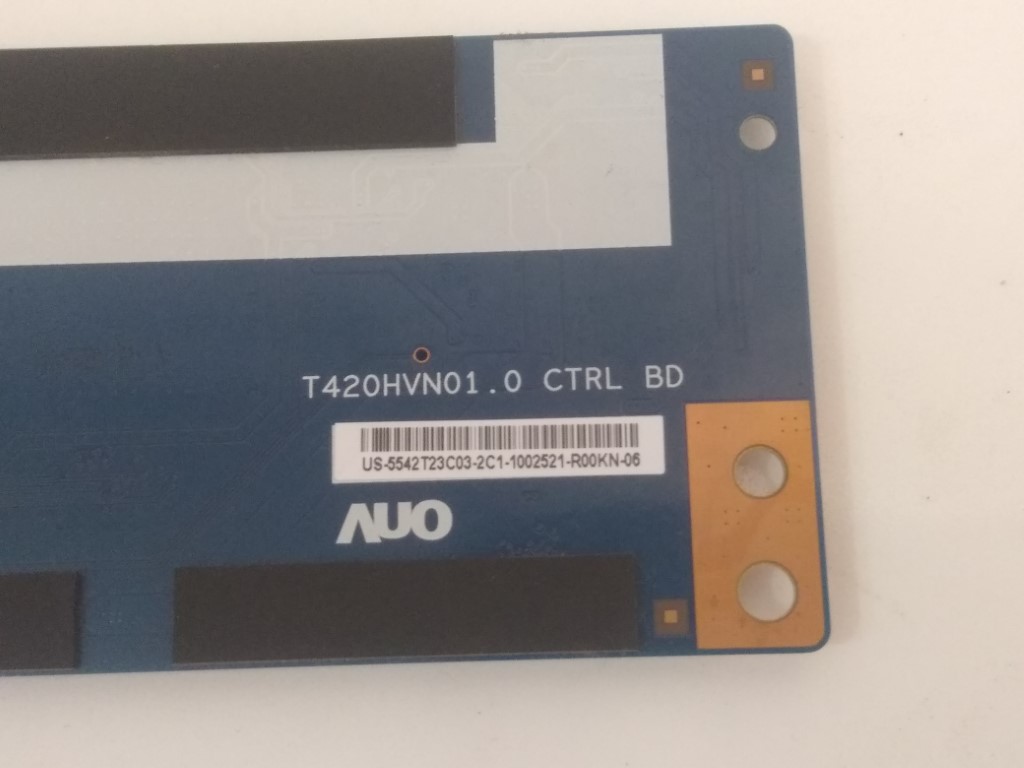 T420HVN01.0 CTRL BD
US-5542T23C03-2C1-1002521-R00KN-06
AUO